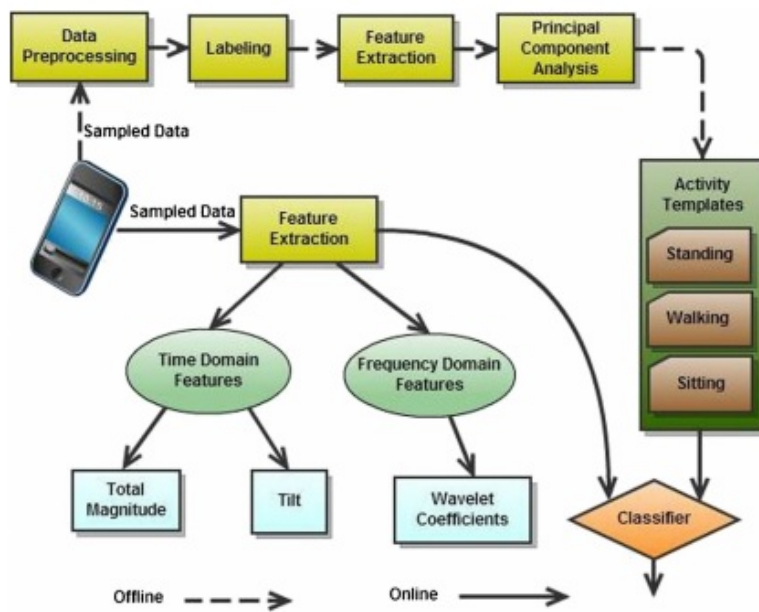 Data
Preprocessing
Labeling
Feature
Extraction
Principal
Component
Analysis
Sampled Data
Sampled Data
Feature
Extraction
Activity
Templates
Standing
Walking
Sitting
Time Domain
Features
Frequency Domain
Features
Total
Magnitude
Tilt
Wavelet
Coefficients
Classifier
Offline
Online